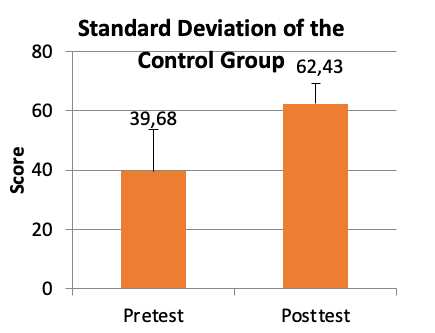 Standard Deviation of the
Control Group
80
60
40
20
0
Score
39,68
62,43
Pretest
Posttest